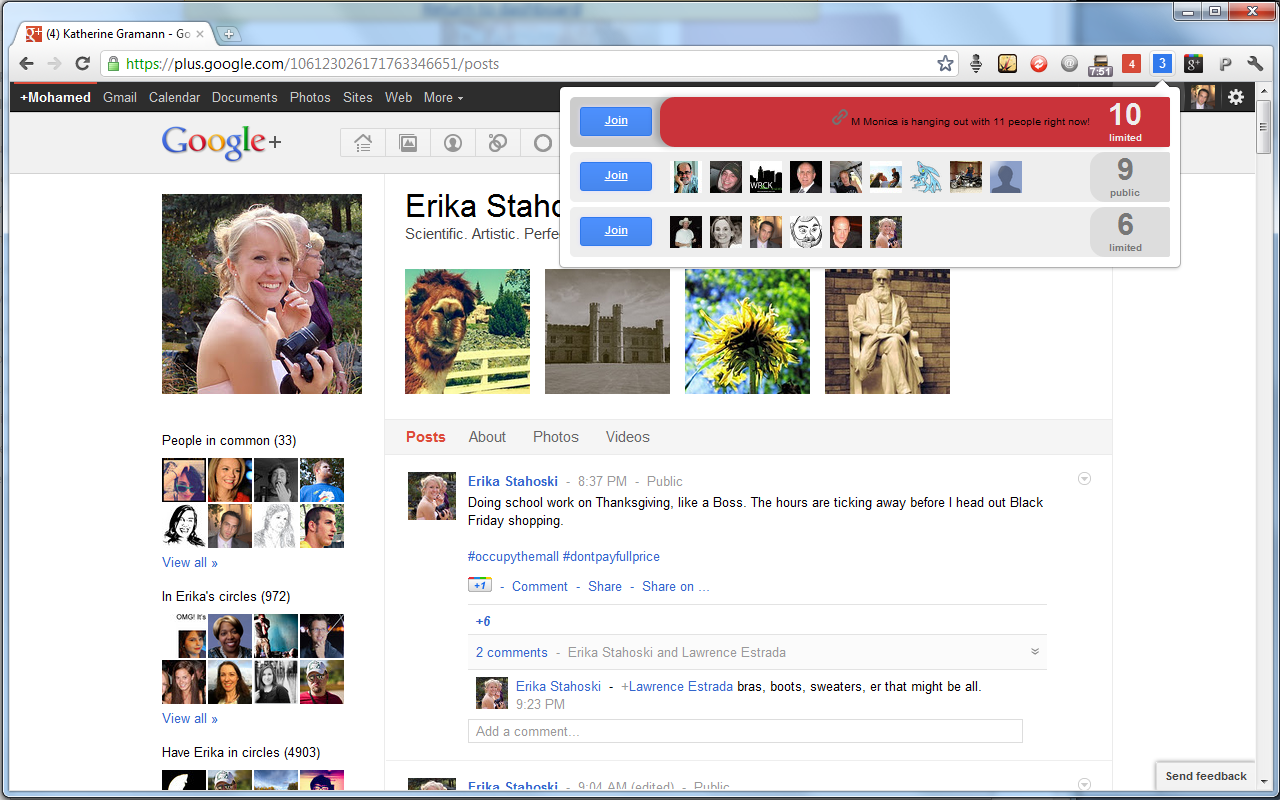 Return to dashboard
(4) Katherine Gramann - Go
https://plus.google.com/106123026171763346651/posts
7:51
4
3
g+
P
+Mohamed Gmail Calendar Documents Photos Sites Web More
Google+
Join
M Monica is hanging out with 11 people right now!
10
limited
Join
WRCK
9
public
Join
6
limited
Erika Staho
Scientific. Artistic. Perfe
People in common (33)
View all »
In Erika's circles (972)
OMG! It's
View all »
Have Erika in circles (4903)
Posts About Photos Videos
Erika Stahoski - 8:37 PM - Public
Doing school work on Thanksgiving, like a Boss. The hours are ticking away before I head out Black
Friday shopping.
#occupythemall #dontpayfullprice
+1 - Comment - Share - Share on ...
+6
2 comments - Erika Stahoski and Lawrence Estrada
Erika Stahoski - +Lawrence Estrada bras, boots, sweaters, er that might be all.
9:23 PM
Add a comment...
Erika Stahoski - 9:04 AM (edited) - Public
Send feedback